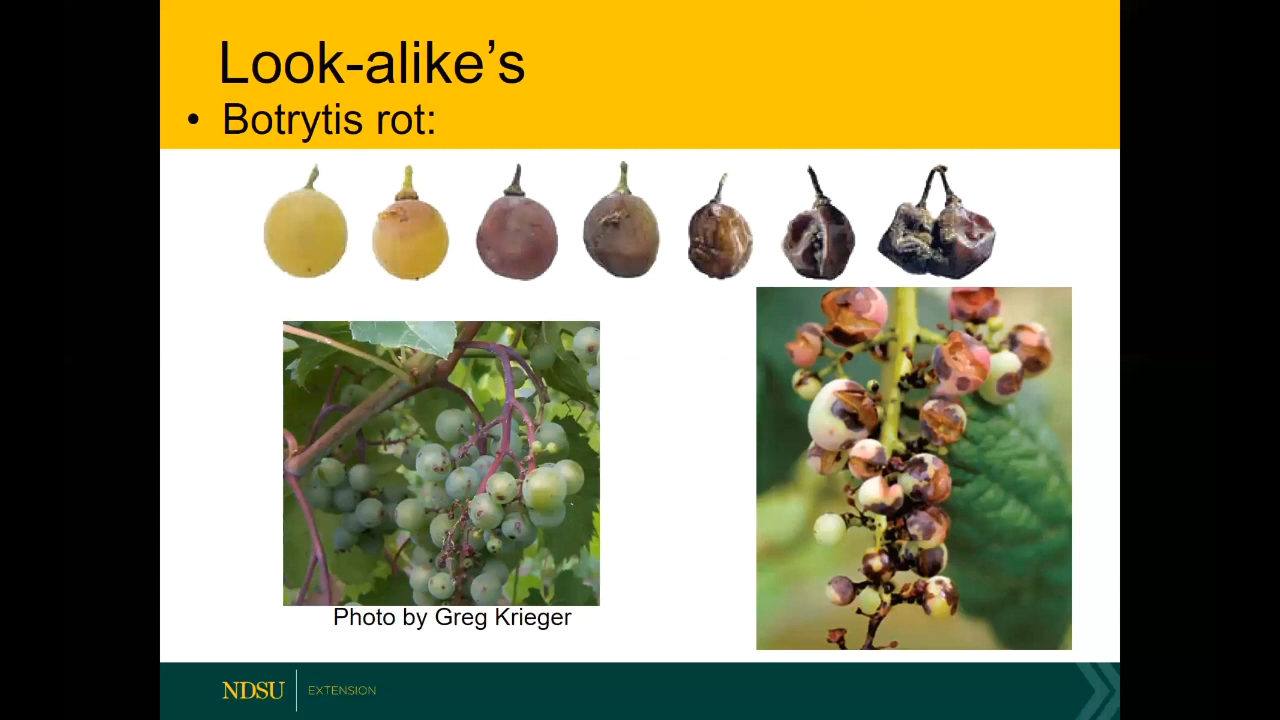 Look-alike’s
• Botrytis rot:
Photo by Greg Krieger
NDSU EXTENSION